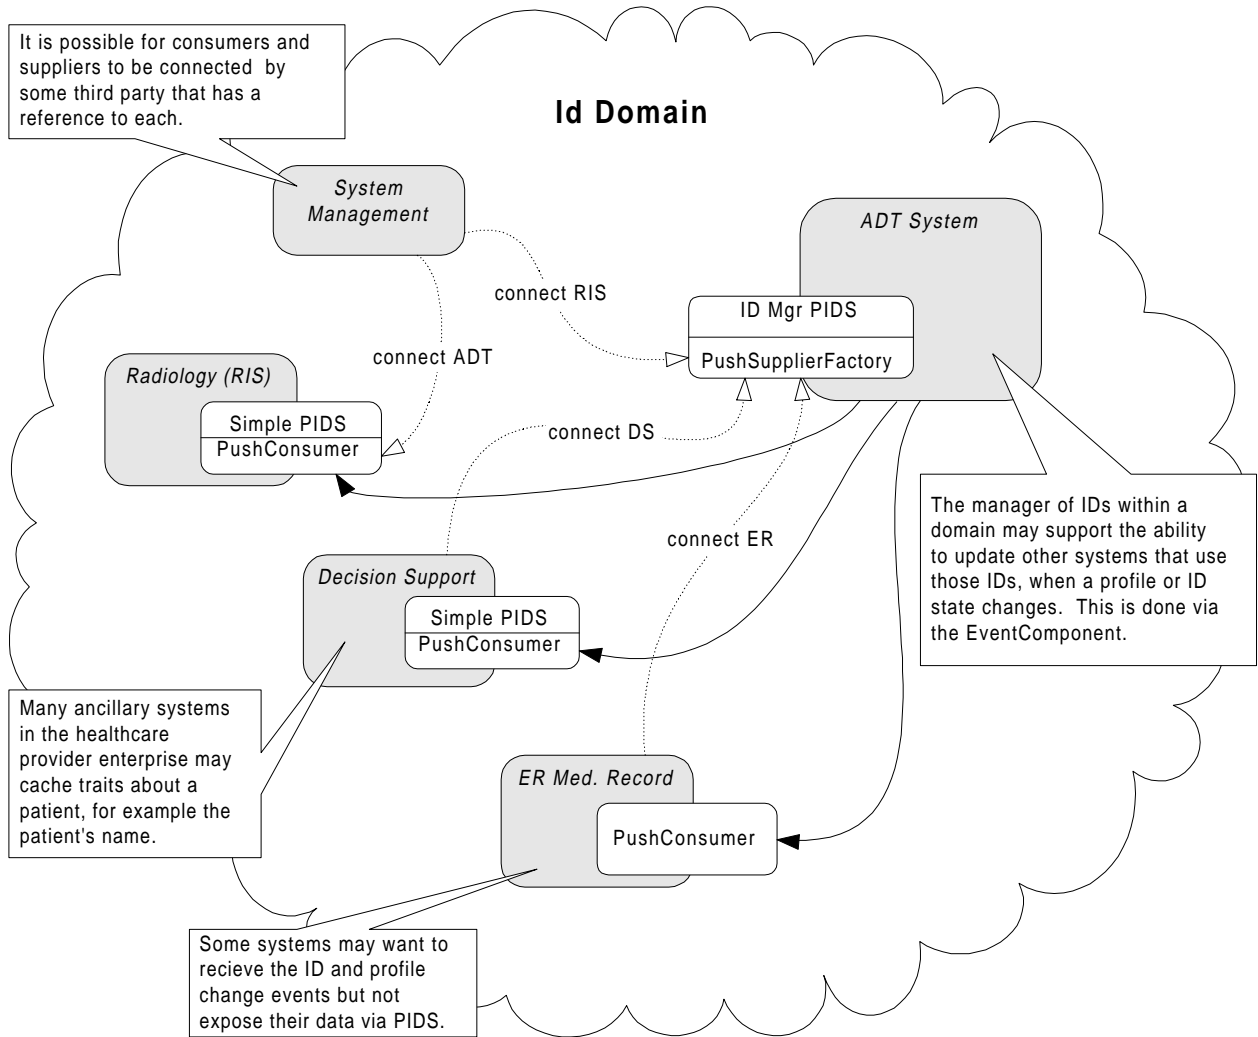 It is possible for consumers and
suppliers to be connected by
some third party that has a
reference to each.
Id Domain
System
Management
ADT System
connect RIS
ID Mgr PIDS
PushSupplierFactory
connect ADT
Radiology (RIS)
Simple PIDS
PushConsumer
connect DS
The manager of IDs within a
domain may support the ability
to update other systems that use
those IDs, when a profile or ID
state changes.  This is done via
the EventComponent.
connect ER
Decision Support
Simple PIDS
PushConsumer
Many ancillary systems
in the healthcare
provider enterprise may
cache traits about a
patient, for example the
patient's name.
ER Med. Record
PushConsumer
Some systems may want to
recieve the ID and profile
change events but not
expose their data via PIDS.